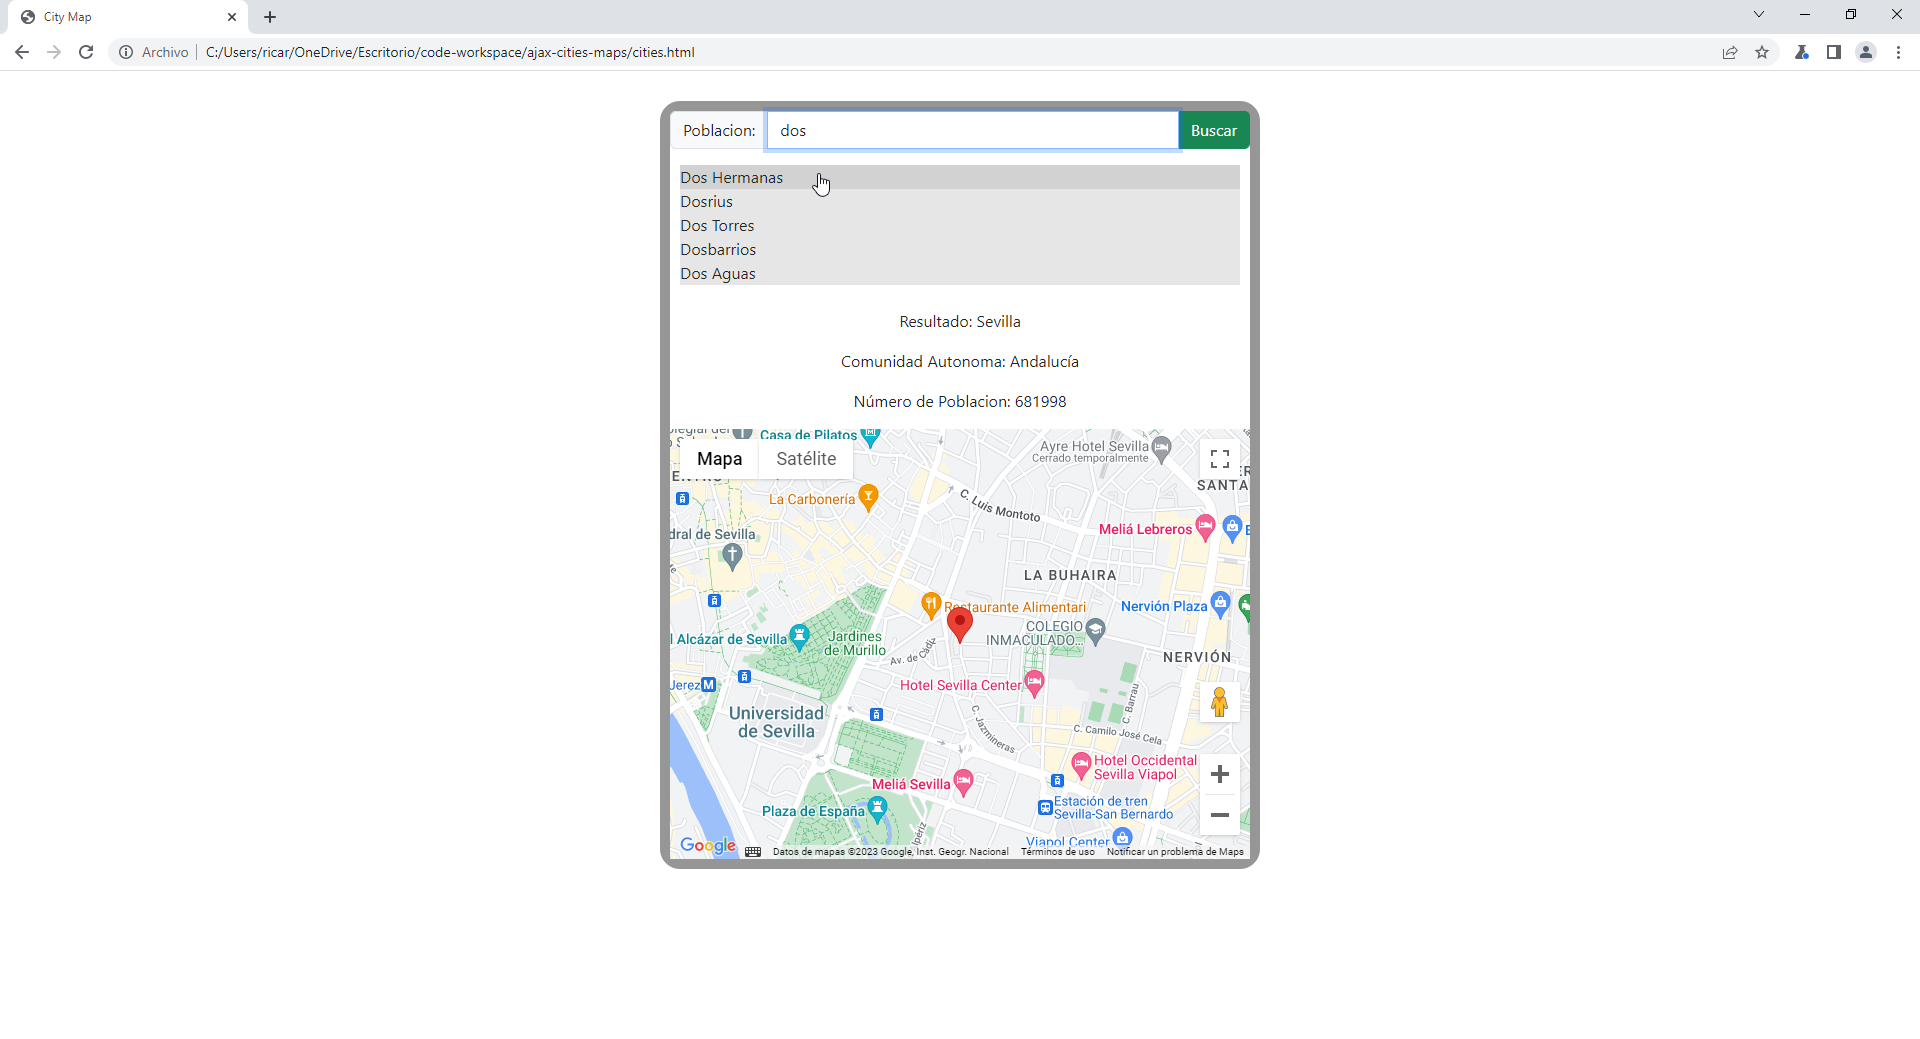 City Map
Archivo
C:/Users/ricar/OneDrive/Escritorio/code-workspace/ajax-cities-maps/cities.html
Poblacion:
dos
Buscar
Dos Hermanas
Dosrius
Dos Torres
Dosbarrios
Dos Aguas
Resultado: Sevilla
Comunidad Autonoma: Andalucía
Número de Poblacion: 681998
Casa de Pilatos
Ayre Hotel Sevilla
Cerrado temporalmente
Mapa
Satélite
SANTA
La Carbonería
C. Luis Montoto
Meliá Lebreros
dral de Sevilla
LA BUHAIRA
Restaurante Alimentari
Nervión Plaza
COLEGIO
INMACULADO...
l Alcázar de Sevilla
Jardines
de Murillo
Av. de Cádiz
NERVIÓN
Jerez
M
Hotel Sevilla Center
C. Barrau
Universidad
de Sevilla
C. Jazmineras
C. Camilo José Cela
Hotel Occidental
Sevilla Viapol
Meliá Sevilla
Plaza de España
Estación de tren
Sevilla-San Bernardo
Viapol Center
Google
Datos de mapas ©2023 Google, Inst. Geogr. Nacional
Términos de uso
Notificar un problema de Maps